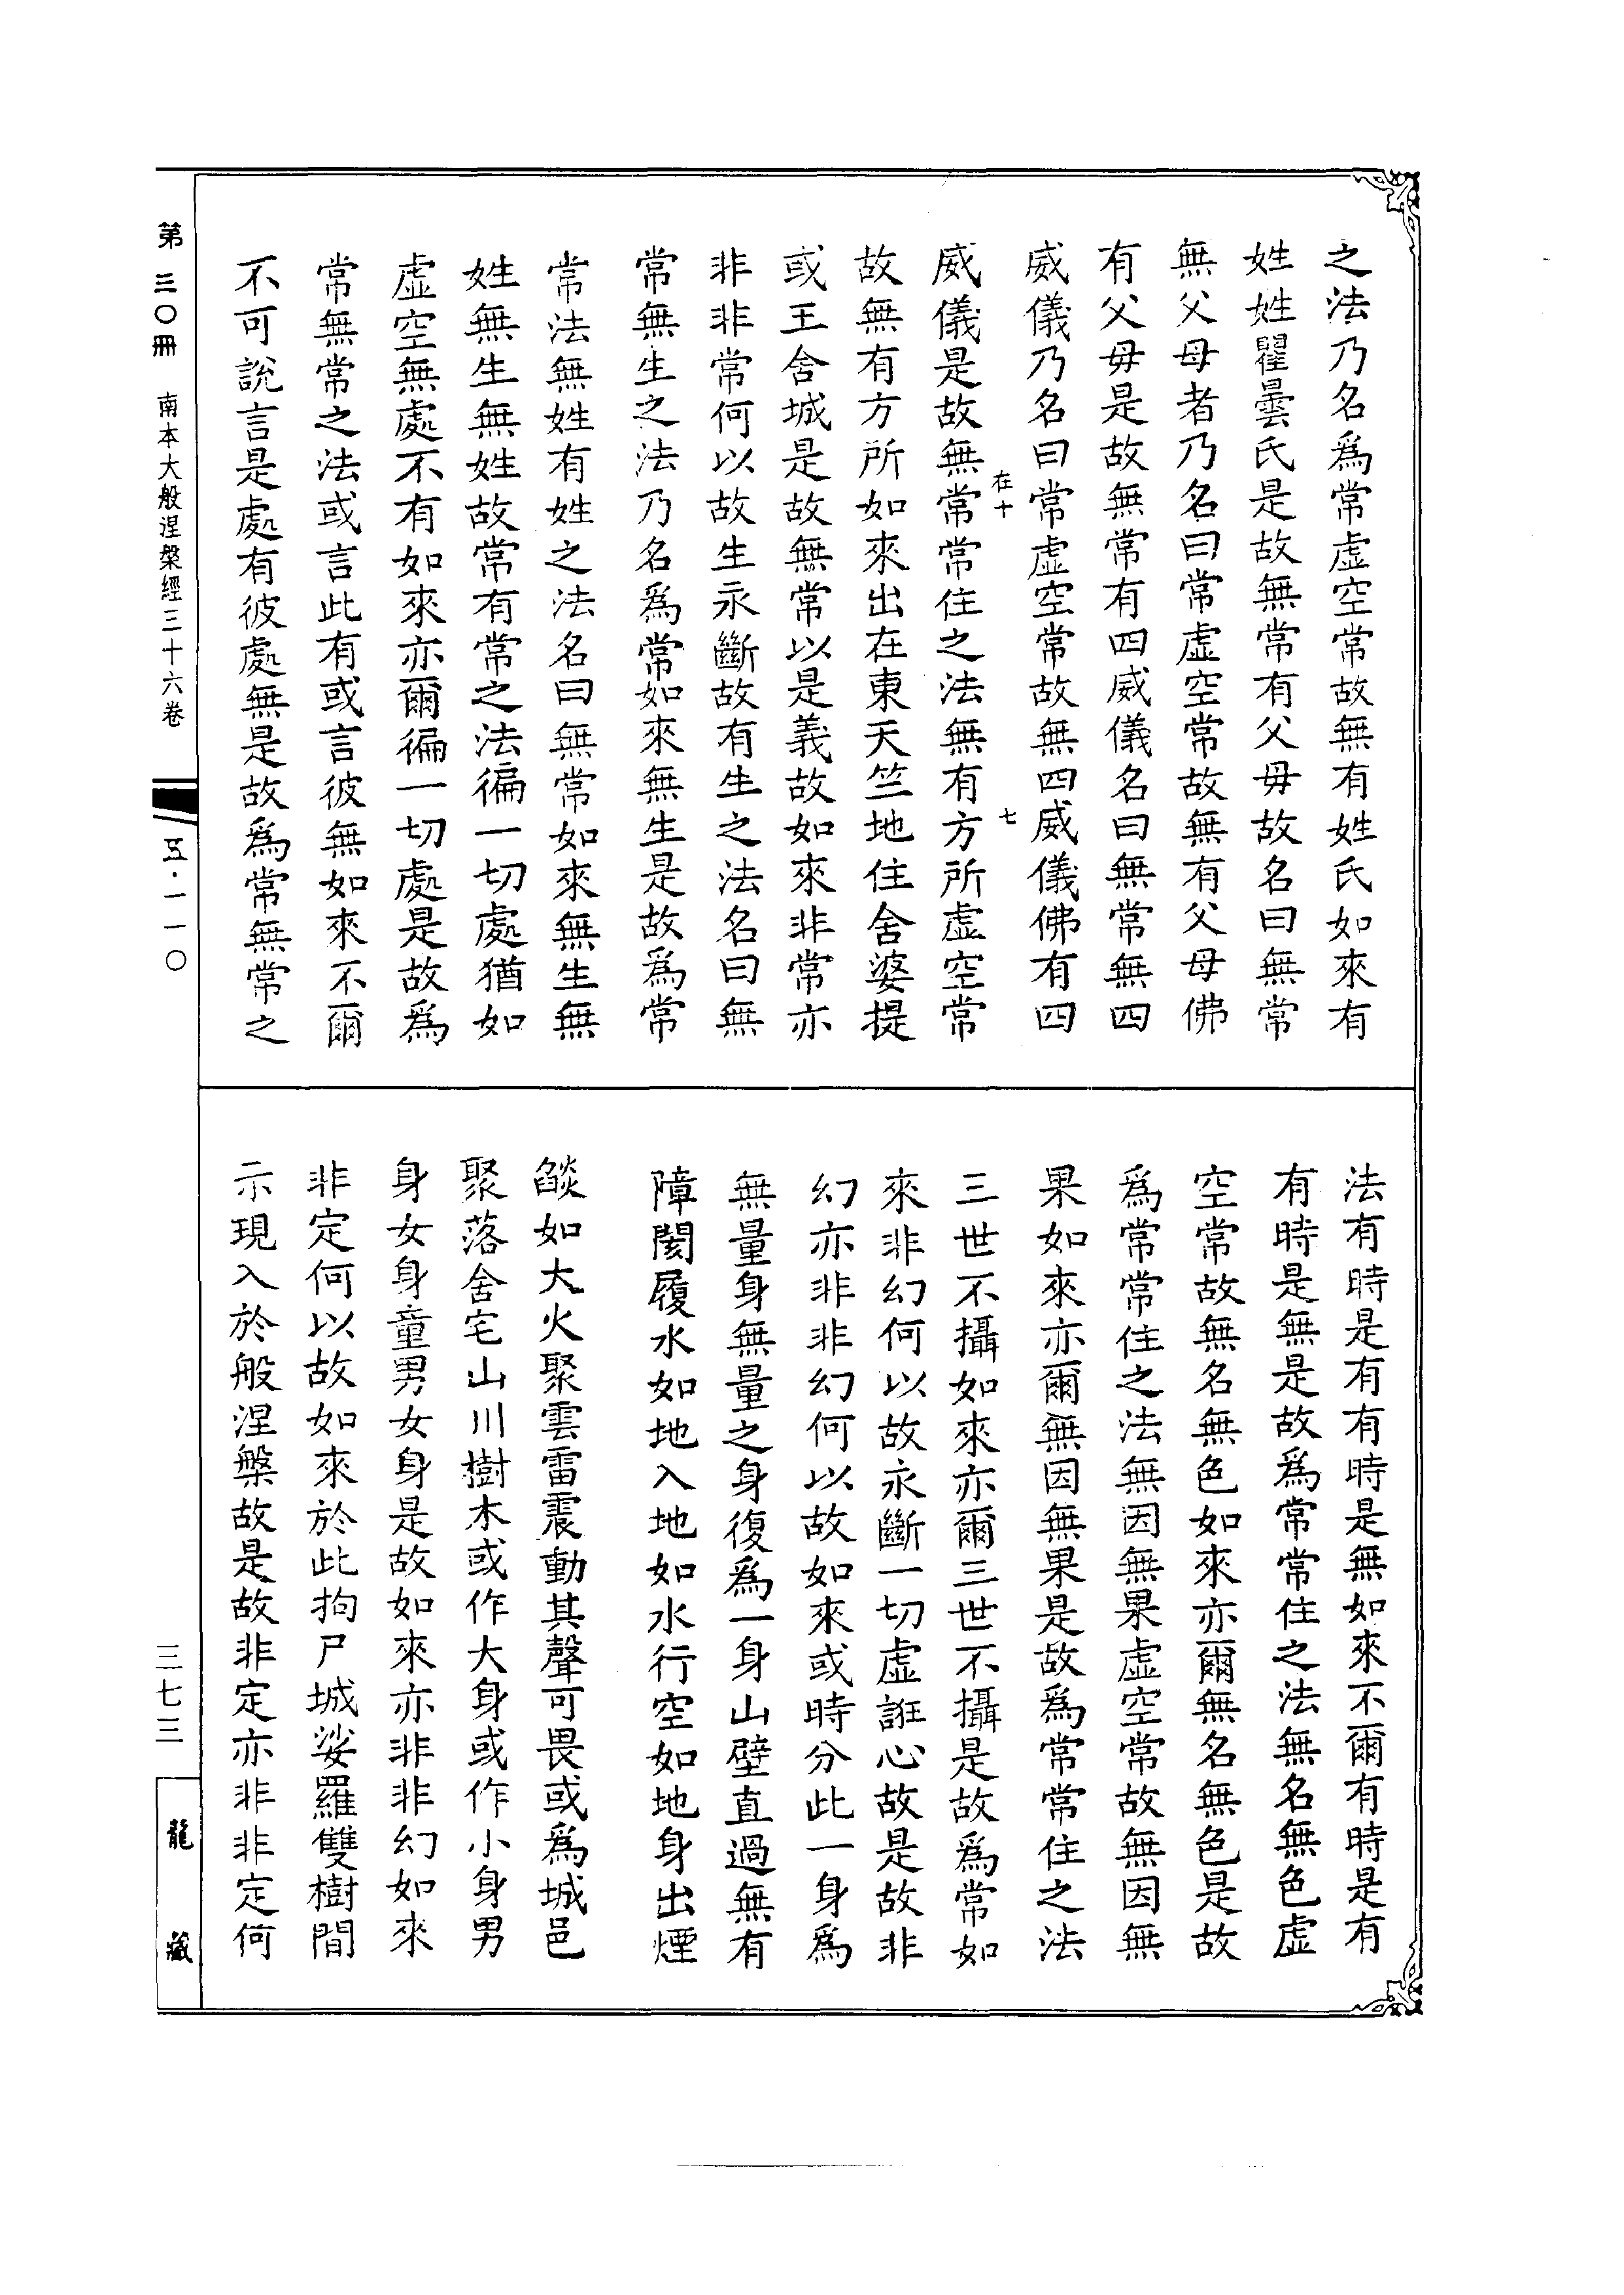 之法乃名爲常虛空常故無有姓氏如來有
姓姓瞿曇氏是故無常有父母故名曰無常
無父母者乃名曰常虛空常故無有父母佛
有父母是故無常有四威儀名曰無常無四
威儀乃名曰常虛空常故無四威儀佛有四
在十
七
威儀是故無常常住之法無有方所虛空常
故無有方所如來出在東天竺地住舍婆提
或王舍城是故無常以是義故如來非常亦
非非常何以故生永斷故有生之法名曰無
常無生之法乃名爲常如來無生是故爲常
常法無姓有姓之法名曰無常如來無生無
姓無生無姓故常有常之法徧一切處猶如
虛空無處不有如來亦爾徧一切處是故爲
常無常之法或言此有或言彼無如來不爾
不可說言是處有彼處無是故爲常無常之
法有時是有有時是無如來不爾有時是有
有時是無是故爲常常住之法無名無色虛
空常故無名無色如來亦爾無名無色是故
爲常常住之法無因無果虛空常故無因無
果如來亦爾無因無果是故爲常常住之法
三世不攝如來亦爾三世不攝是故爲常如
來非幻何以故永斷一切虛誑心故是故非
幻亦非非幻何以故如來或時分此一身爲
無量身無量之身復爲一身山壁直過無有
障閡履水如地入地如水行空如地身出煙
燄如大火聚雲雷震動其聲可畏或爲城邑
聚落舍宅山川樹木或作大身或作小身男
身女身童男女身是故如來亦非非幻如來
非定何以故如來於此拘尸城娑羅雙樹間
示現入於般涅槃故是故非定亦非非定何
第三〇冊 南本大般涅槃經三十六卷
五·一一〇
三七三
龍藏